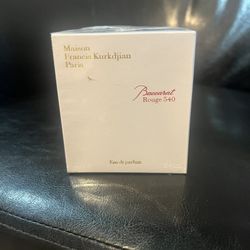 Maison
Francis Kurkdjian
Paris
Baccarat
Rouge 540
Eau de parfum